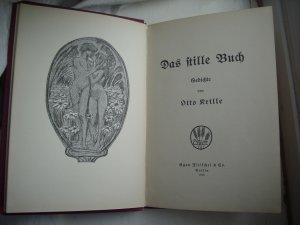 Das stille Buch
Gedichte
von
Otto Krille
Egon Fleischel & Co.
Berlin